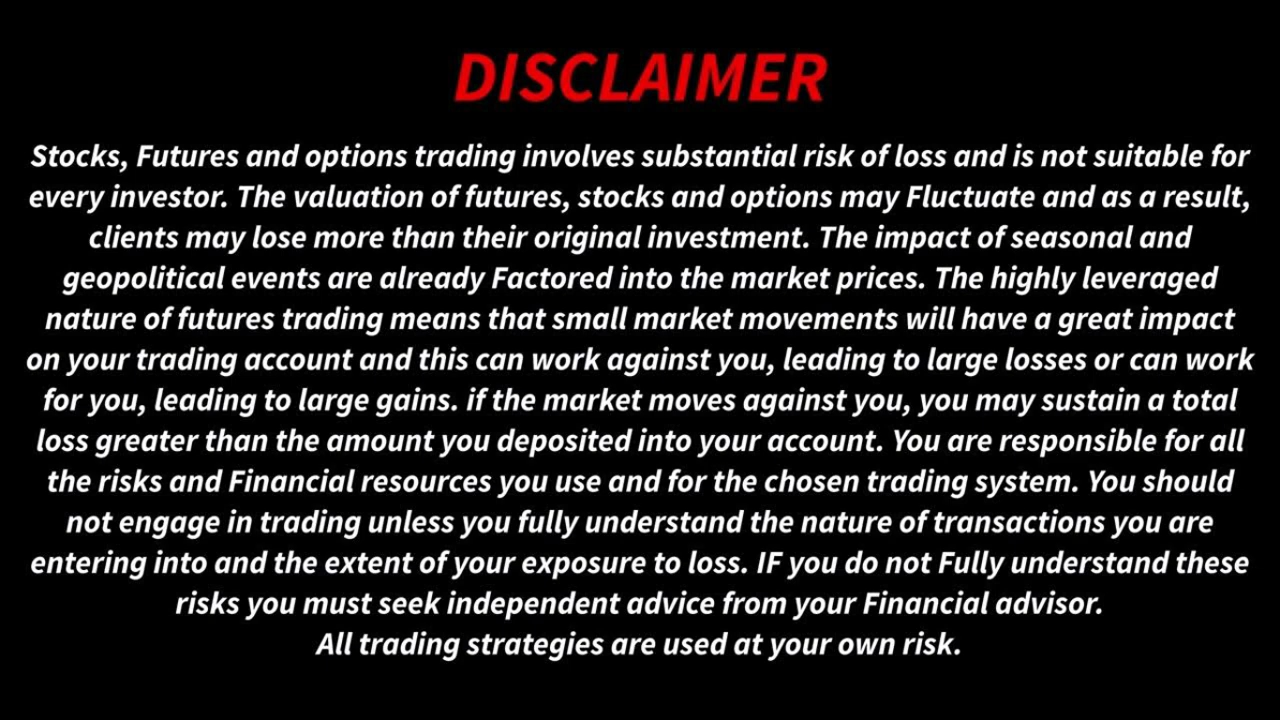 DISCLAIMER
Stocks, Futures and options trading involves substantial risk of loss and is not suitable for
every investor. The valuation of futures, stocks and options may Fluctuate and as a result,
clients may lose more than their original investment. The impact of seasonal and
geopolitical events are already Factored into the market prices. The highly leveraged
nature of futures trading means that small market movements will have a great impact
on your trading account and this can work against you, leading to large losses or can work
for you, leading to large gains. if the market moves against you, you may sustain a total
loss greater than the amount you deposited into your account. You are responsible for all
the risks and Financial resources you use and for the chosen trading system. You should
not engage in trading unless you fully understand the nature of transactions you are
entering into and the extent of your exposure to loss. IF you do not Fully understand these
risks you must seek independent advice from your Financial advisor.
All trading strategies are used at your own risk.